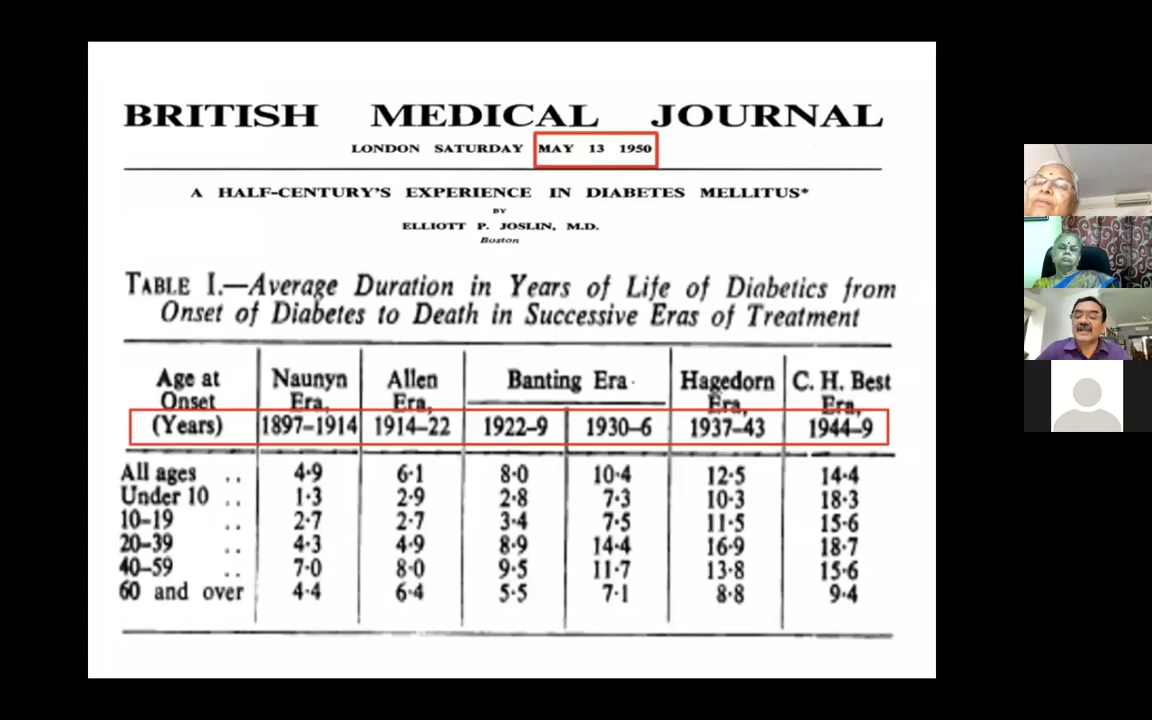 BRITISH MEDICAL JOURNAL
LONDON SATURDAY MAY 13 1950
A HALF-CENTURY'S EXPERIENCE IN DIABETES MELLITUS*
BY
ELLIOTT P. JOSLIN, M.D.
Boston
TABLE I.—Average Duration in Years of Life of Diabetics from
Onset of Diabetes to Death in Successive Eras of Treatment
Age at Onset (Years) Naunyn Era, 1897–1914 Allen Era, 1914–22 Banting Era 1922–9 1930–6 Hagedorn Era, 1937–43 C. H. Best Era, 1944–9
All ages .. 4·9 6·1 8·0 10·4 12·5 14·4
Under 10 .. 1·3 2·9 2·8 7·3 10·3 18·3
10–19 .. 2·7 2·7 3·4 7·5 11·5 15·6
20–39 .. 4·3 4·9 8·9 14·4 16·9 18·7
40–59 .. 7·0 8·0 9·5 11·7 13·8 15·6
60 and over 4·4 6·4 5·5 7·1 8·8 9·4